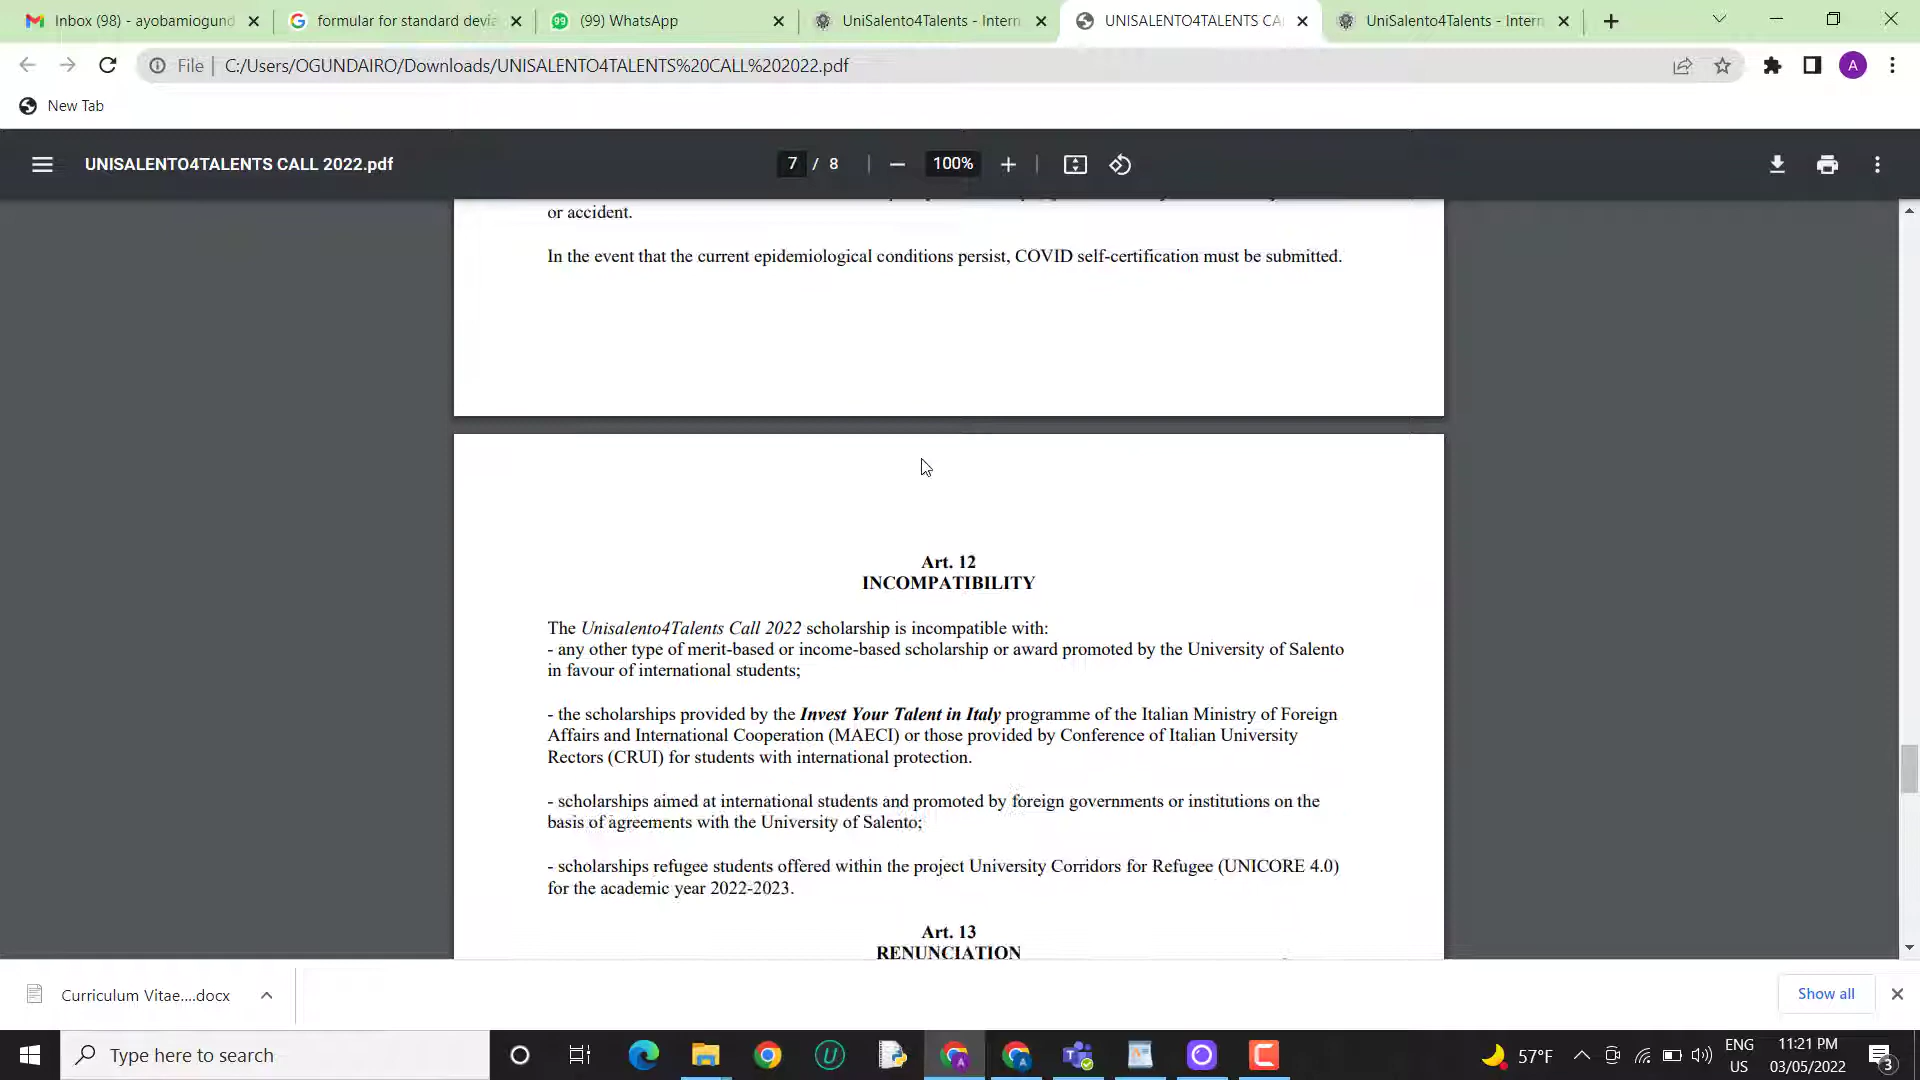 Inbox (98) - ayobamiogund
formular for standard devia
99
(99) WhatsApp
UniSalento4Talents - Intern
UNISALENTO4TALENTS CA
UniSalento4Talents - Intern
File
C:/Users/OGUNDAIRO/Downloads/UNISALENTO4TALENTS%20CALL%202022.pdf
A
New Tab
UNISALENTO4TALENTS CALL 2022.pdf
7 / 8
100%
or accident.
In the event that the current epidemiological conditions persist, COVID self-certification must be submitted.
Art. 12
INCOMPATIBILITY
The Unisalento4Talents Call 2022 scholarship is incompatible with:
- any other type of merit-based or income-based scholarship or award promoted by the University of Salento
in favour of international students;
- the scholarships provided by the Invest Your Talent in Italy programme of the Italian Ministry of Foreign
Affairs and International Cooperation (MAECI) or those provided by Conference of Italian University
Rectors (CRUI) for students with international protection.
- scholarships aimed at international students and promoted by foreign governments or institutions on the
basis of agreements with the University of Salento;
- scholarships refugee students offered within the project University Corridors for Refugee (UNICORE 4.0)
for the academic year 2022-2023.
Art. 13
RENUNCIATION
Curriculum Vitae....docx
Show all
Type here to search
57°F
ENG
US
11:21 PM
03/05/2022
3